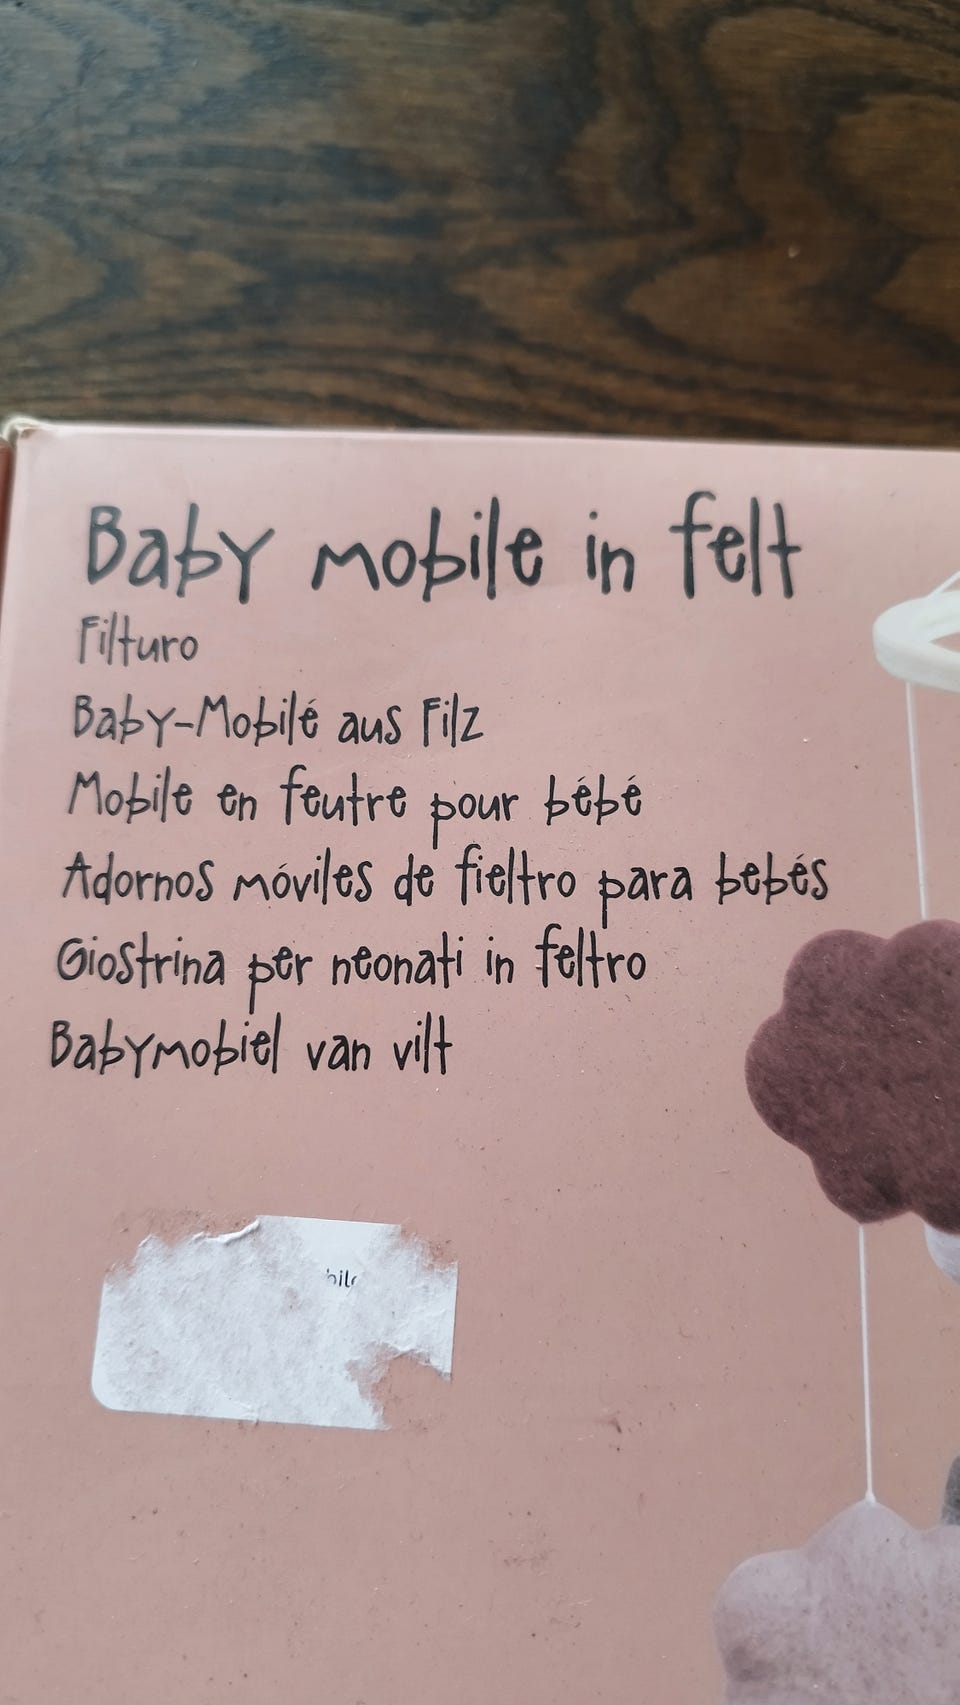 Baby mobile in felt
Filturo
Baby-Mobilé aus Filz
Mobile en feutre pour bébé
Adornos móviles de fieltro para bebés
Giostrina per neonati in feltro
Babymobiel van vilt